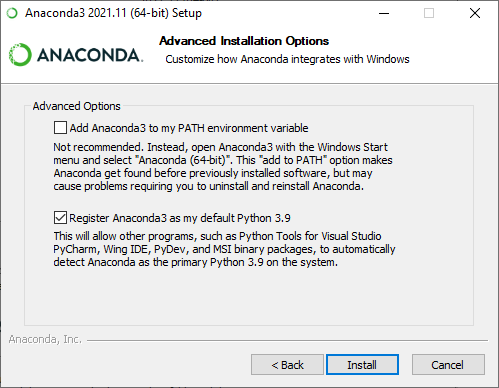 Anaconda3 2021.11 (64-bit) Setup
ANACONDA.
Advanced Installation Options
Customize how Anaconda integrates with Windows
Advanced Options
Add Anaconda3 to my PATH environment variable
Not recommended. Instead, open Anaconda3 with the Windows Start
menu and select "Anaconda (64-bit)". This "add to PATH" option makes
Anaconda get found before previously installed software, but may
cause problems requiring you to uninstall and reinstall Anaconda.
Register Anaconda3 as my default Python 3.9
This will allow other programs, such as Python Tools for Visual Studio
PyCharm, Wing IDE, PyDev, and MSI binary packages, to automatically
detect Anaconda as the primary Python 3.9 on the system.
Anaconda, Inc.
< Back
Install
Cancel